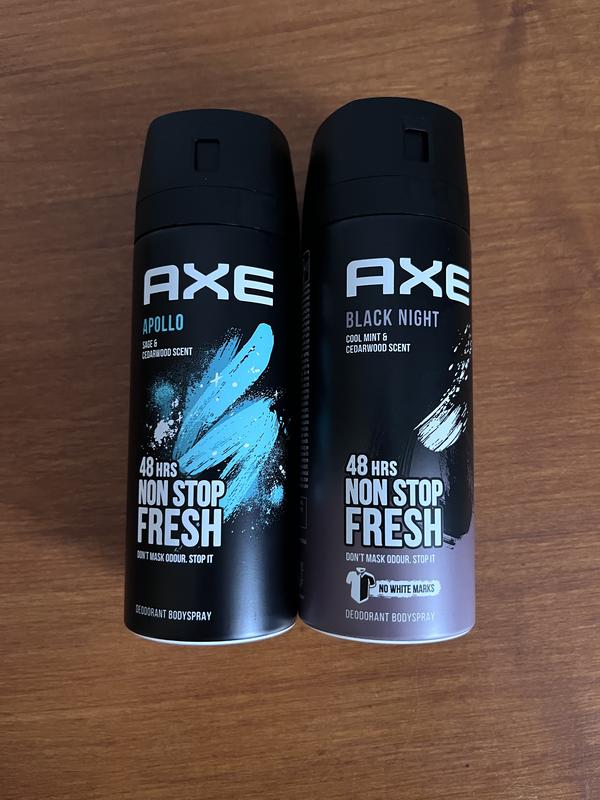 AXE
APOLLO
SAGE &
CEDARWOOD SCENT
48 HRS
NON STOP
FRESH
DON'T MASK ODOUR. STOP IT
DEODORANT BODYSPRAY
AXE
BLACK NIGHT
COOL MINT &
CEDARWOOD SCENT
48 HRS
NON STOP
FRESH
DON'T MASK ODOUR. STOP IT
NO WHITE MARKS
DEODORANT BODYSPRAY